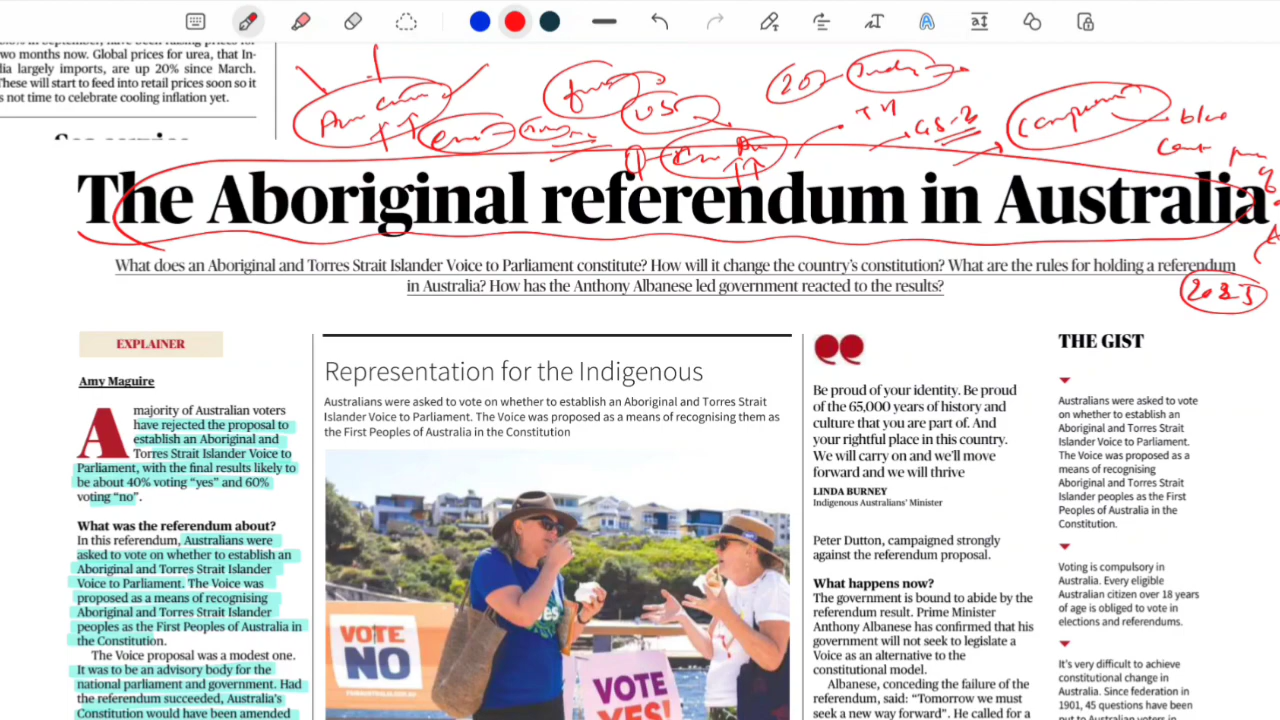 two months now. Global prices for urea, that In-
dia largely imports, are up 20% since March.
These will start to feed into retail prices soon so it
is not time to celebrate cooling inflation yet.
US
20
TN
GS-2
blue
The Aboriginal referendum in Australia
What does an Aboriginal and Torres Strait Islander Voice to Parliament constitute? How will it change the country's constitution? What are the rules for holding a referendum
in Australia? How has the Anthony Albanese led government reacted to the results?
EXPLAINER
Amy Maguire
A majority of Australian voters
have rejected the proposal to
establish an Aboriginal and
Torres Strait Islander Voice to
Parliament, with the final results likely to
be about 40% voting “yes” and 60%
voting “no”.
What was the referendum about?
In this referendum, Australians were
asked to vote on whether to establish an
Aboriginal and Torres Strait Islander
Voice to Parliament. The Voice was
proposed as a means of recognising
Aboriginal and Torres Strait Islander
peoples as the First Peoples of Australia in
the Constitution.
The Voice proposal was a modest one.
It was to be an advisory body for the
national parliament and government. Had
the referendum succeeded, Australia's
Constitution would have been amended
Representation for the Indigenous
Australians were asked to vote on whether to establish an Aboriginal and Torres Strait
Islander Voice to Parliament. The Voice was proposed as a means of recognising them as
the First Peoples of Australia in the Constitution
VOTE
NO
VOTE
YES!
Be proud of your identity. Be proud
of the 65,000 years of history and
culture that you are part of. And
your rightful place in this country.
We will carry on and we'll move
forward and we will thrive
LINDA BURNEY
Indigenous Australians' Minister
Peter Dutton, campaigned strongly
against the referendum proposal.
What happens now?
The government is bound to abide by the
referendum result. Prime Minister
Anthony Albanese has confirmed that his
government will not seek to legislate a
Voice as an alternative to the
constitutional model.
Albanese, conceding the failure of the
referendum, said: “Tomorrow we must
seek a new way forward”. He called for a
THE GIST
Australians were asked to vote
on whether to establish an
Aboriginal and Torres Strait
Islander Voice to Parliament.
The Voice was proposed as a
means of recognising
Aboriginal and Torres Strait
Islander peoples as the First
Peoples of Australia in the
Constitution.
Voting is compulsory in
Australia. Every eligible
Australian citizen over 18 years
of age is obliged to vote in
elections and referendums.
It's very difficult to achieve
constitutional change in
Australia. Since federation in
1901, 45 questions have been
put to Australian voters in